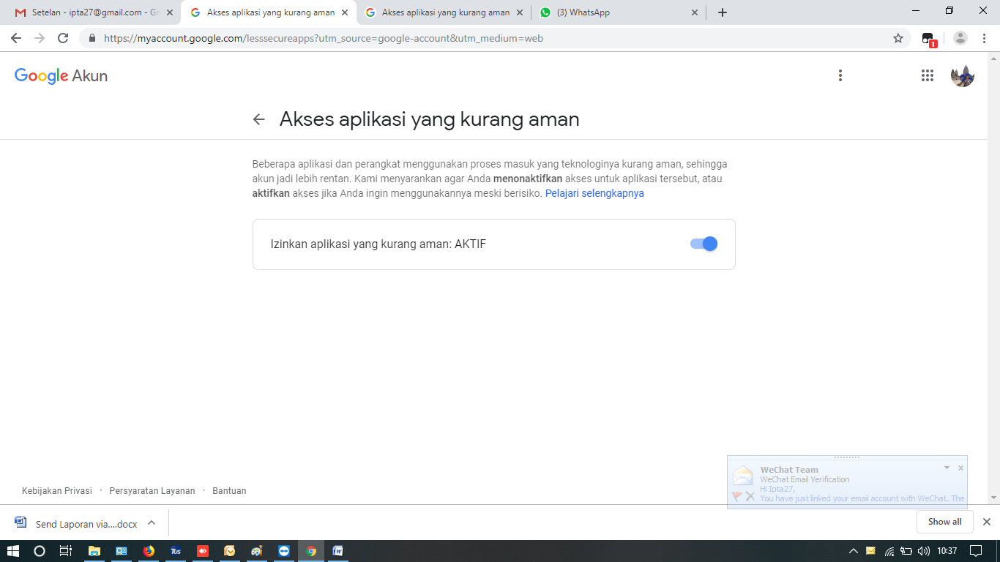 Setelan - ipta27@gmail.com - Gm
Akses aplikasi yang kurang aman
Akses aplikasi yang kurang aman
(3) WhatsApp
https://myaccount.google.com/lesssecureapps?utm_source=google-account&utm_medium=web
1
Google Akun
Akses aplikasi yang kurang aman
Beberapa aplikasi dan perangkat menggunakan proses masuk yang teknologinya kurang aman, sehingga
akun jadi lebih rentan. Kami menyarankan agar Anda menonaktifkan akses untuk aplikasi tersebut, atau
aktifkan akses jika Anda ingin menggunakannya meski berisiko. Pelajari selengkapnya
Izinkan aplikasi yang kurang aman: AKTIF
WeChat Team
WeChat Email Verification
Hi Ipta27,
You have just linked your email account with WeChat. The
Kebijakan Privasi · Persyaratan Layanan · Bantuan
Send Laporan via....docx
Show all
Tus
10:37